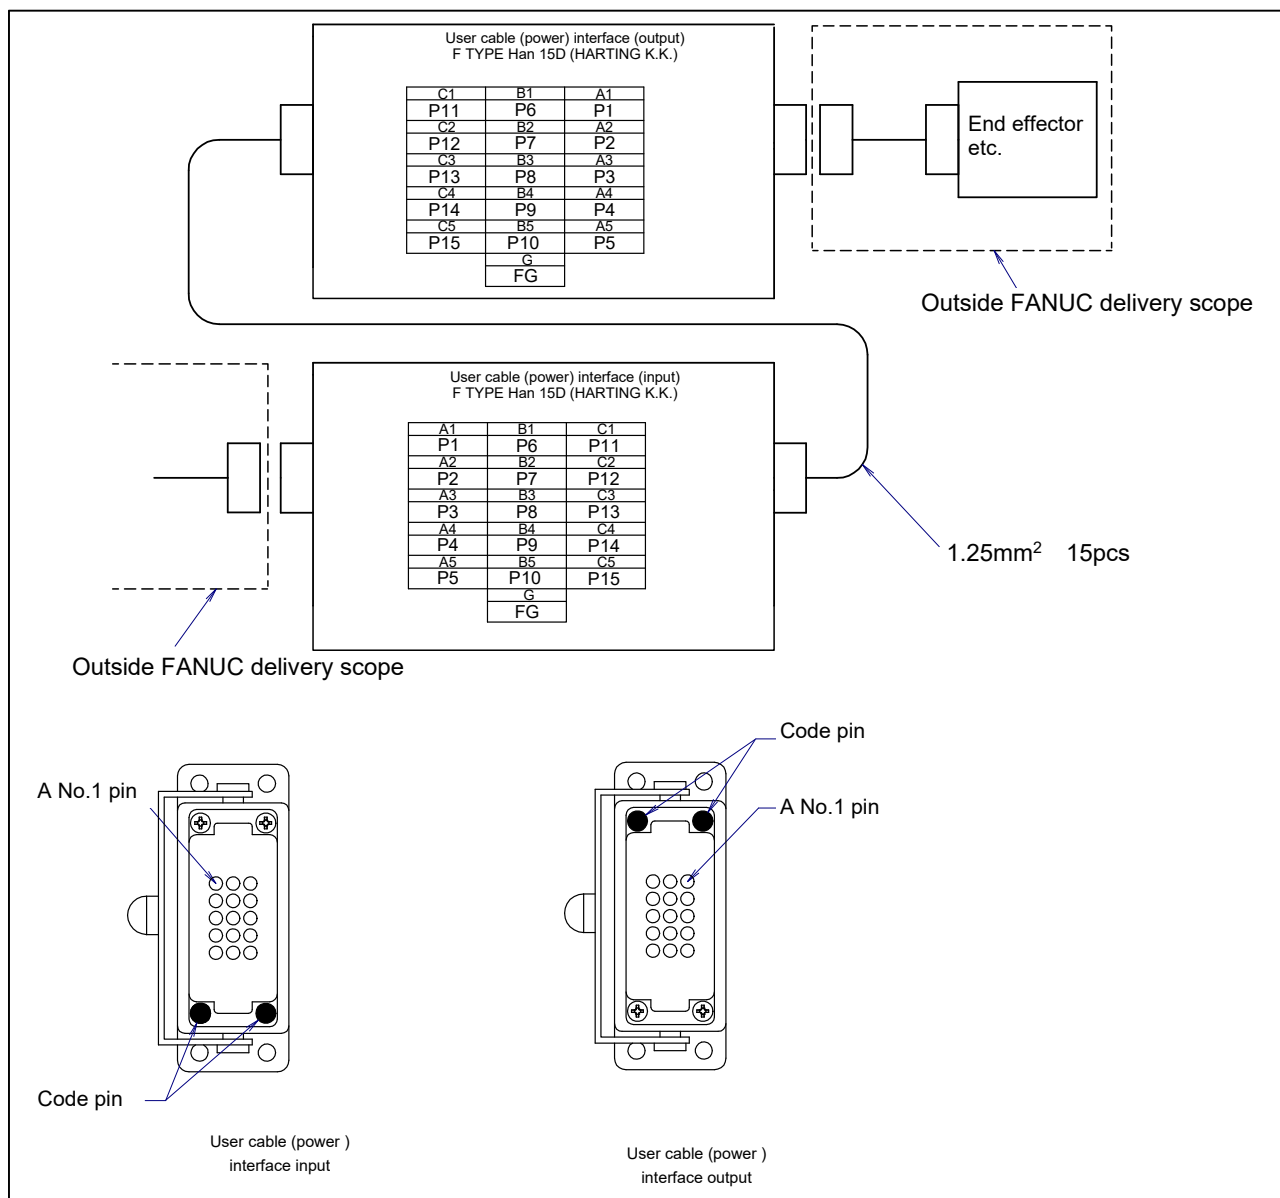 User cable (power) interface (output)
F TYPE Han 15D (HARTING K.K.)
C1 B1 A1
P11 P6 P1
C2 B2 A2
P12 P7 P2
C3 B3 A3
P13 P8 P3
C4 B4 A4
P14 P9 P4
C5 B5 A5
P15 P10 P5
G
FG
End effector
etc.
Outside FANUC delivery scope
User cable (power) interface (input)
F TYPE Han 15D (HARTING K.K.)
A1 B1 C1
P1 P6 P11
A2 B2 C2
P2 P7 P12
A3 B3 C3
P3 P8 P13
A4 B4 C4
P4 P9 P14
A5 B5 C5
P5 P10 P15
G
FG
1.25mm² 15pcs
Outside FANUC delivery scope
A No.1 pin
Code pin
User cable (power )
interface input
Code pin
A No.1 pin
User cable (power )
interface output